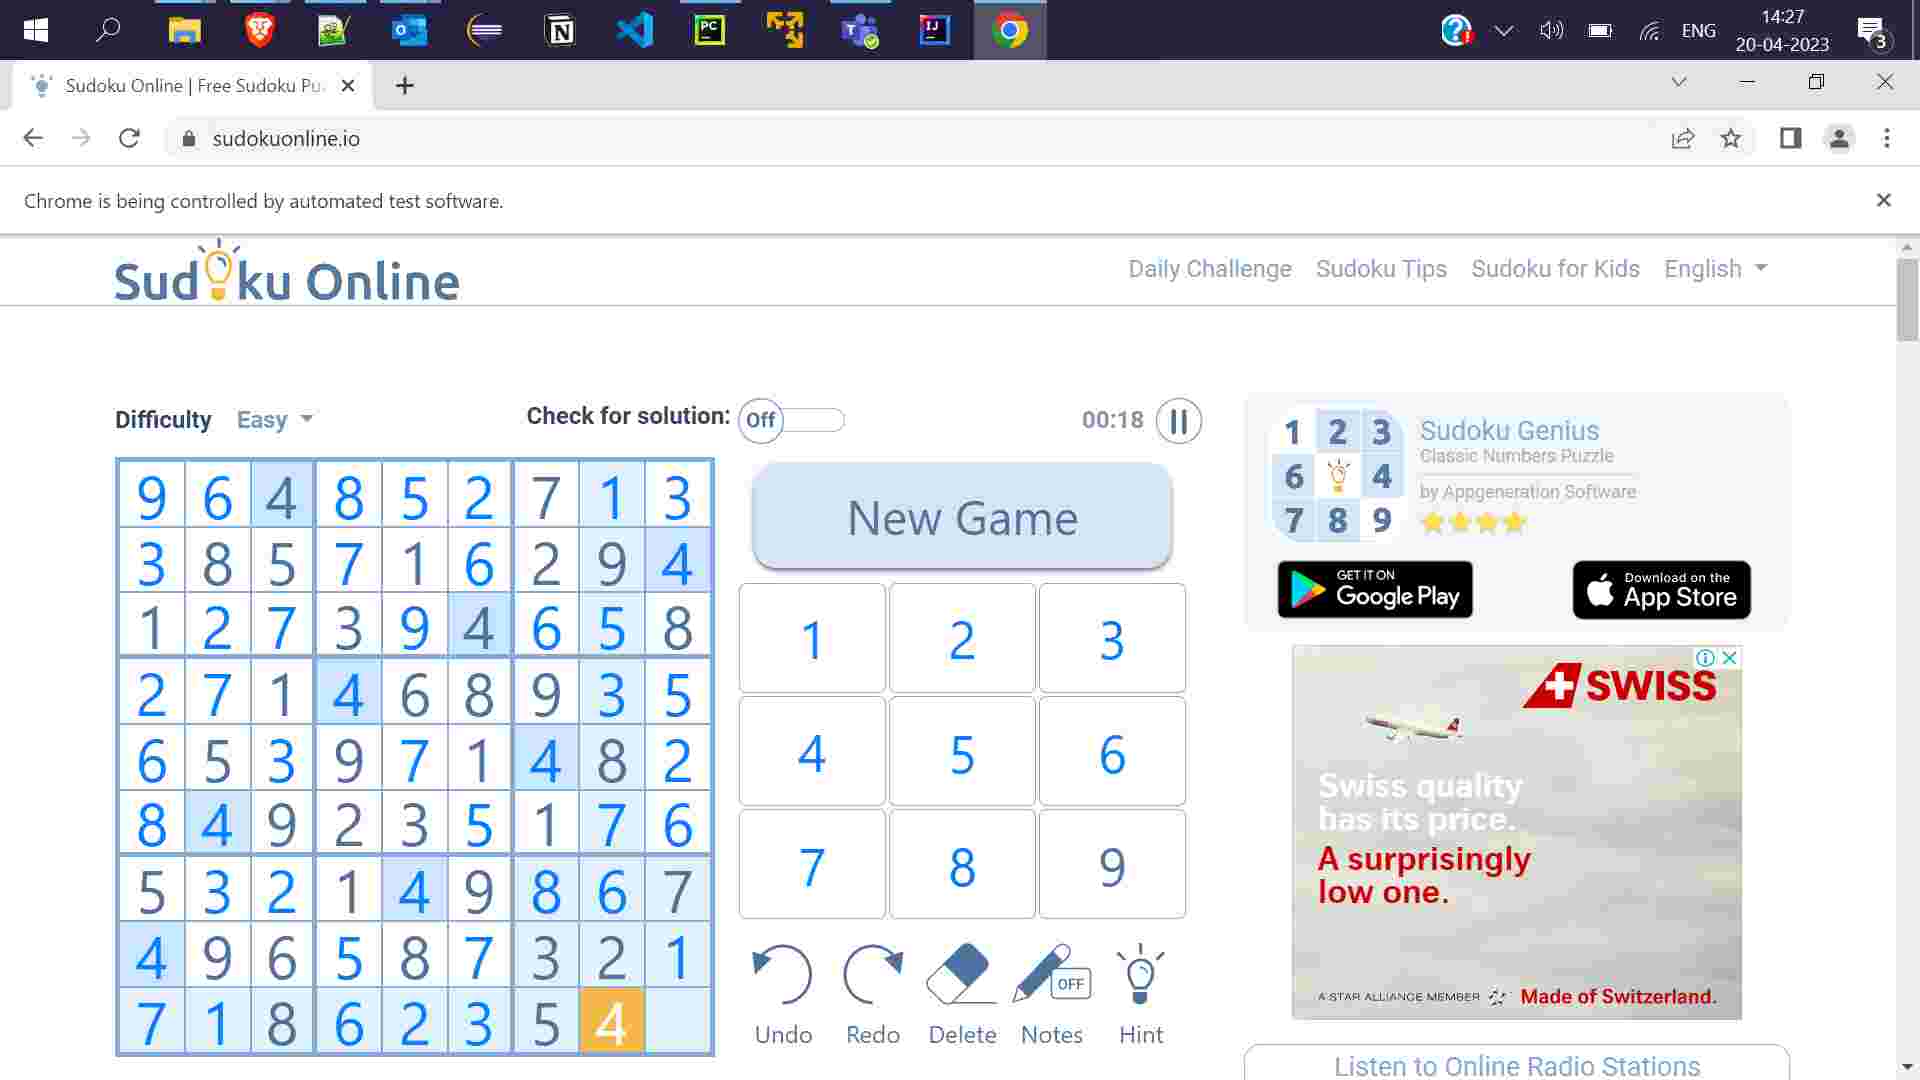 ENG
14:27
20-04-2023
3
Sudoku Online | Free Sudoku Pu
sudokuonline.io
Chrome is being controlled by automated test software.
Sudoku Online
Daily Challenge Sudoku Tips Sudoku for Kids English
Difficulty Easy
Check for solution: Off
00:18
9 6 4 8 5 2 7 1 3
3 8 5 7 1 6 2 9 4
1 2 7 3 9 4 6 5 8
2 7 1 4 6 8 9 3 5
6 5 3 9 7 1 4 8 2
8 4 9 2 3 5 1 7 6
5 3 2 1 4 9 8 6 7
4 9 6 5 8 7 3 2 1
7 1 8 6 2 3 5 4
New Game
1 2 3
4 5 6
7 8 9
OFF
Undo Redo Delete Notes Hint
1 2 3
6 4
7 8 9
Sudoku Genius
Classic Numbers Puzzle
by Appgeneration Software
GET IT ON
Google Play
Download on the
App Store
SWISS
Swiss quality
has its price.
A surprisingly
low one.
A STAR ALLIANCE MEMBER
Made of Switzerland.
Listen to Online Radio Stations